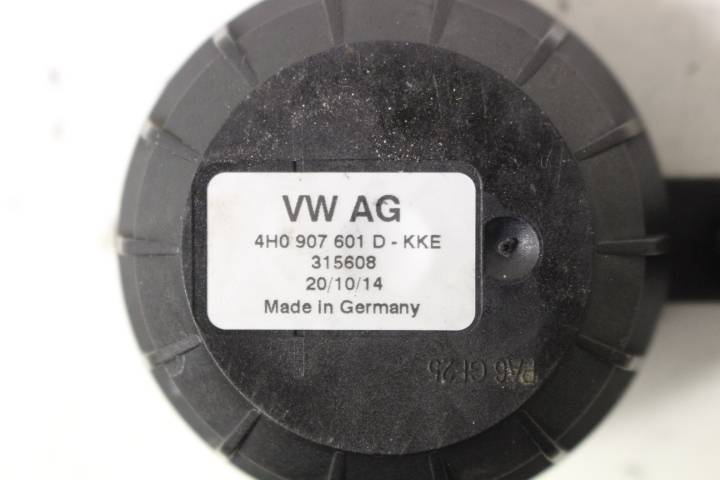 VW AG
4H0 907 601 D - KKE
315608
20/10/14
Made in Germany
PA6 GF25